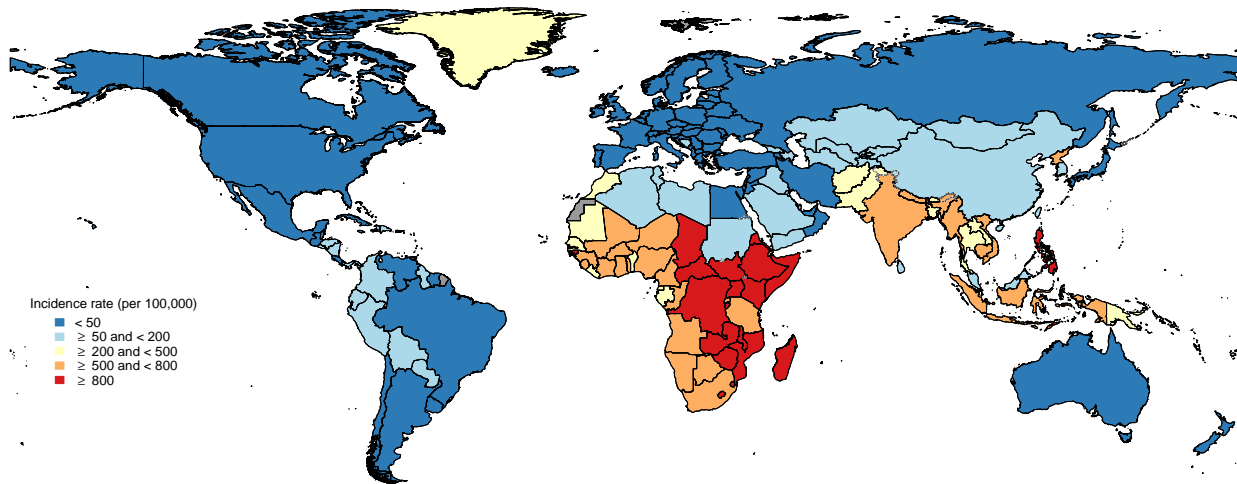 Incidence rate (per 100,000)
< 50
≥ 50 and < 200
≥ 200 and < 500
≥ 500 and < 800
≥ 800